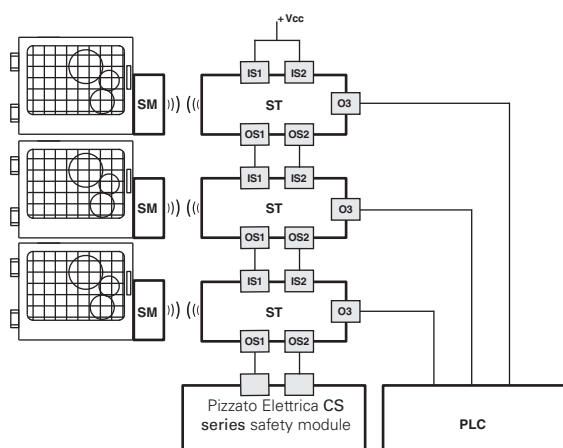 + Vcc
IS1 IS2
SM ST O3
OS1 OS2
IS1 IS2
SM ST O3
OS1 OS2
IS1 IS2
SM ST O3
OS1 OS2
Pizzato Elettrica CS
series safety module
PLC